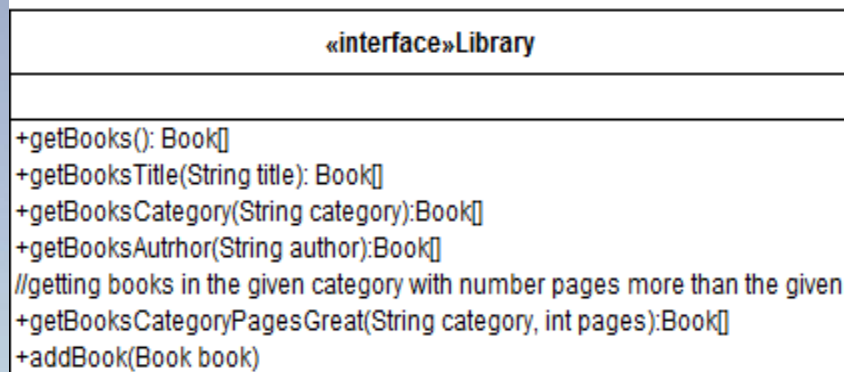 «interface»Library
+getBooks(): Book[]
+getBooksTitle(String title): Book[]
+getBooksCategory(String category):Book[]
+getBooksAutrhor(String author):Book[]
//getting books in the given category with number pages more than the given
+getBooksCategoryPagesGreat(String category, int pages):Book[]
+addBook(Book book)